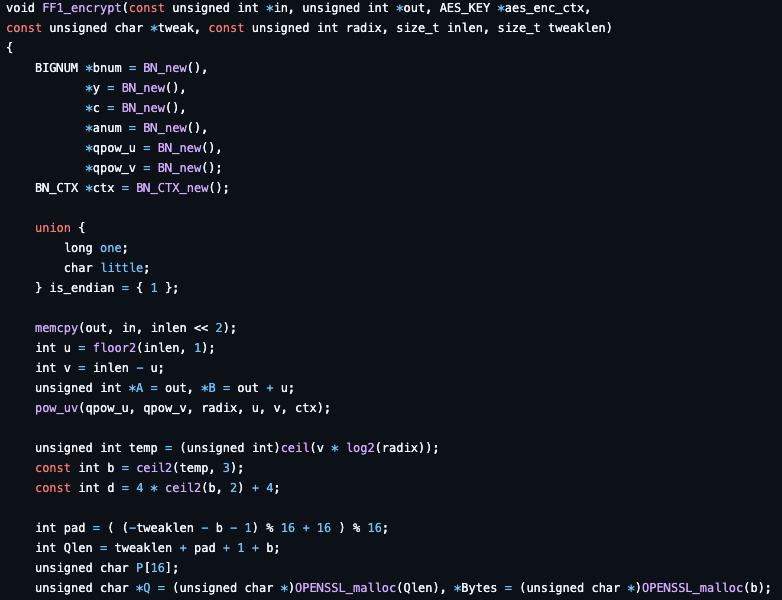 void FF1_encrypt(const unsigned int *in, unsigned int *out, AES_KEY *aes_enc_ctx,
const unsigned char *tweak, const unsigned int radix, size_t inlen, size_t tweaklen)
{
    BIGNUM *bnum = BN_new(),
           *y = BN_new(),
           *c = BN_new(),
           *anum = BN_new(),
           *qpow_u = BN_new(),
           *qpow_v = BN_new();
    BN_CTX *ctx = BN_CTX_new();

    union {
        long one;
        char little;
    } is_endian = { 1 };

    memcpy(out, in, inlen << 2);
    int u = floor2(inlen, 1);
    int v = inlen - u;
    unsigned int *A = out, *B = out + u;
    pow_uv(qpow_u, qpow_v, radix, u, v, ctx);

    unsigned int temp = (unsigned int)ceil(v * log2(radix));
    const int b = ceil2(temp, 3);
    const int d = 4 * ceil2(b, 2) + 4;

    int pad = ( (-tweaklen - b - 1) % 16 + 16 ) % 16;
    int Qlen = tweaklen + pad + 1 + b;
    unsigned char P[16];
    unsigned char *Q = (unsigned char *)OPENSSL_malloc(Qlen), *Bytes = (unsigned char *)OPENSSL_malloc(b);